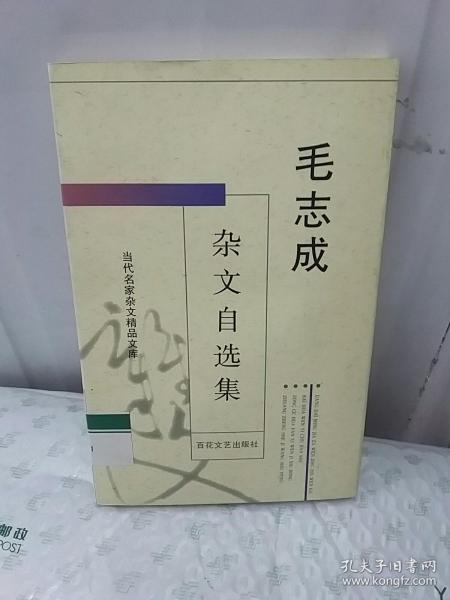 毛志成
杂文自选集
当代名家杂文精品文库
百花文艺出版社
邮政
POST
孔夫子旧书网
www.kongfz.com